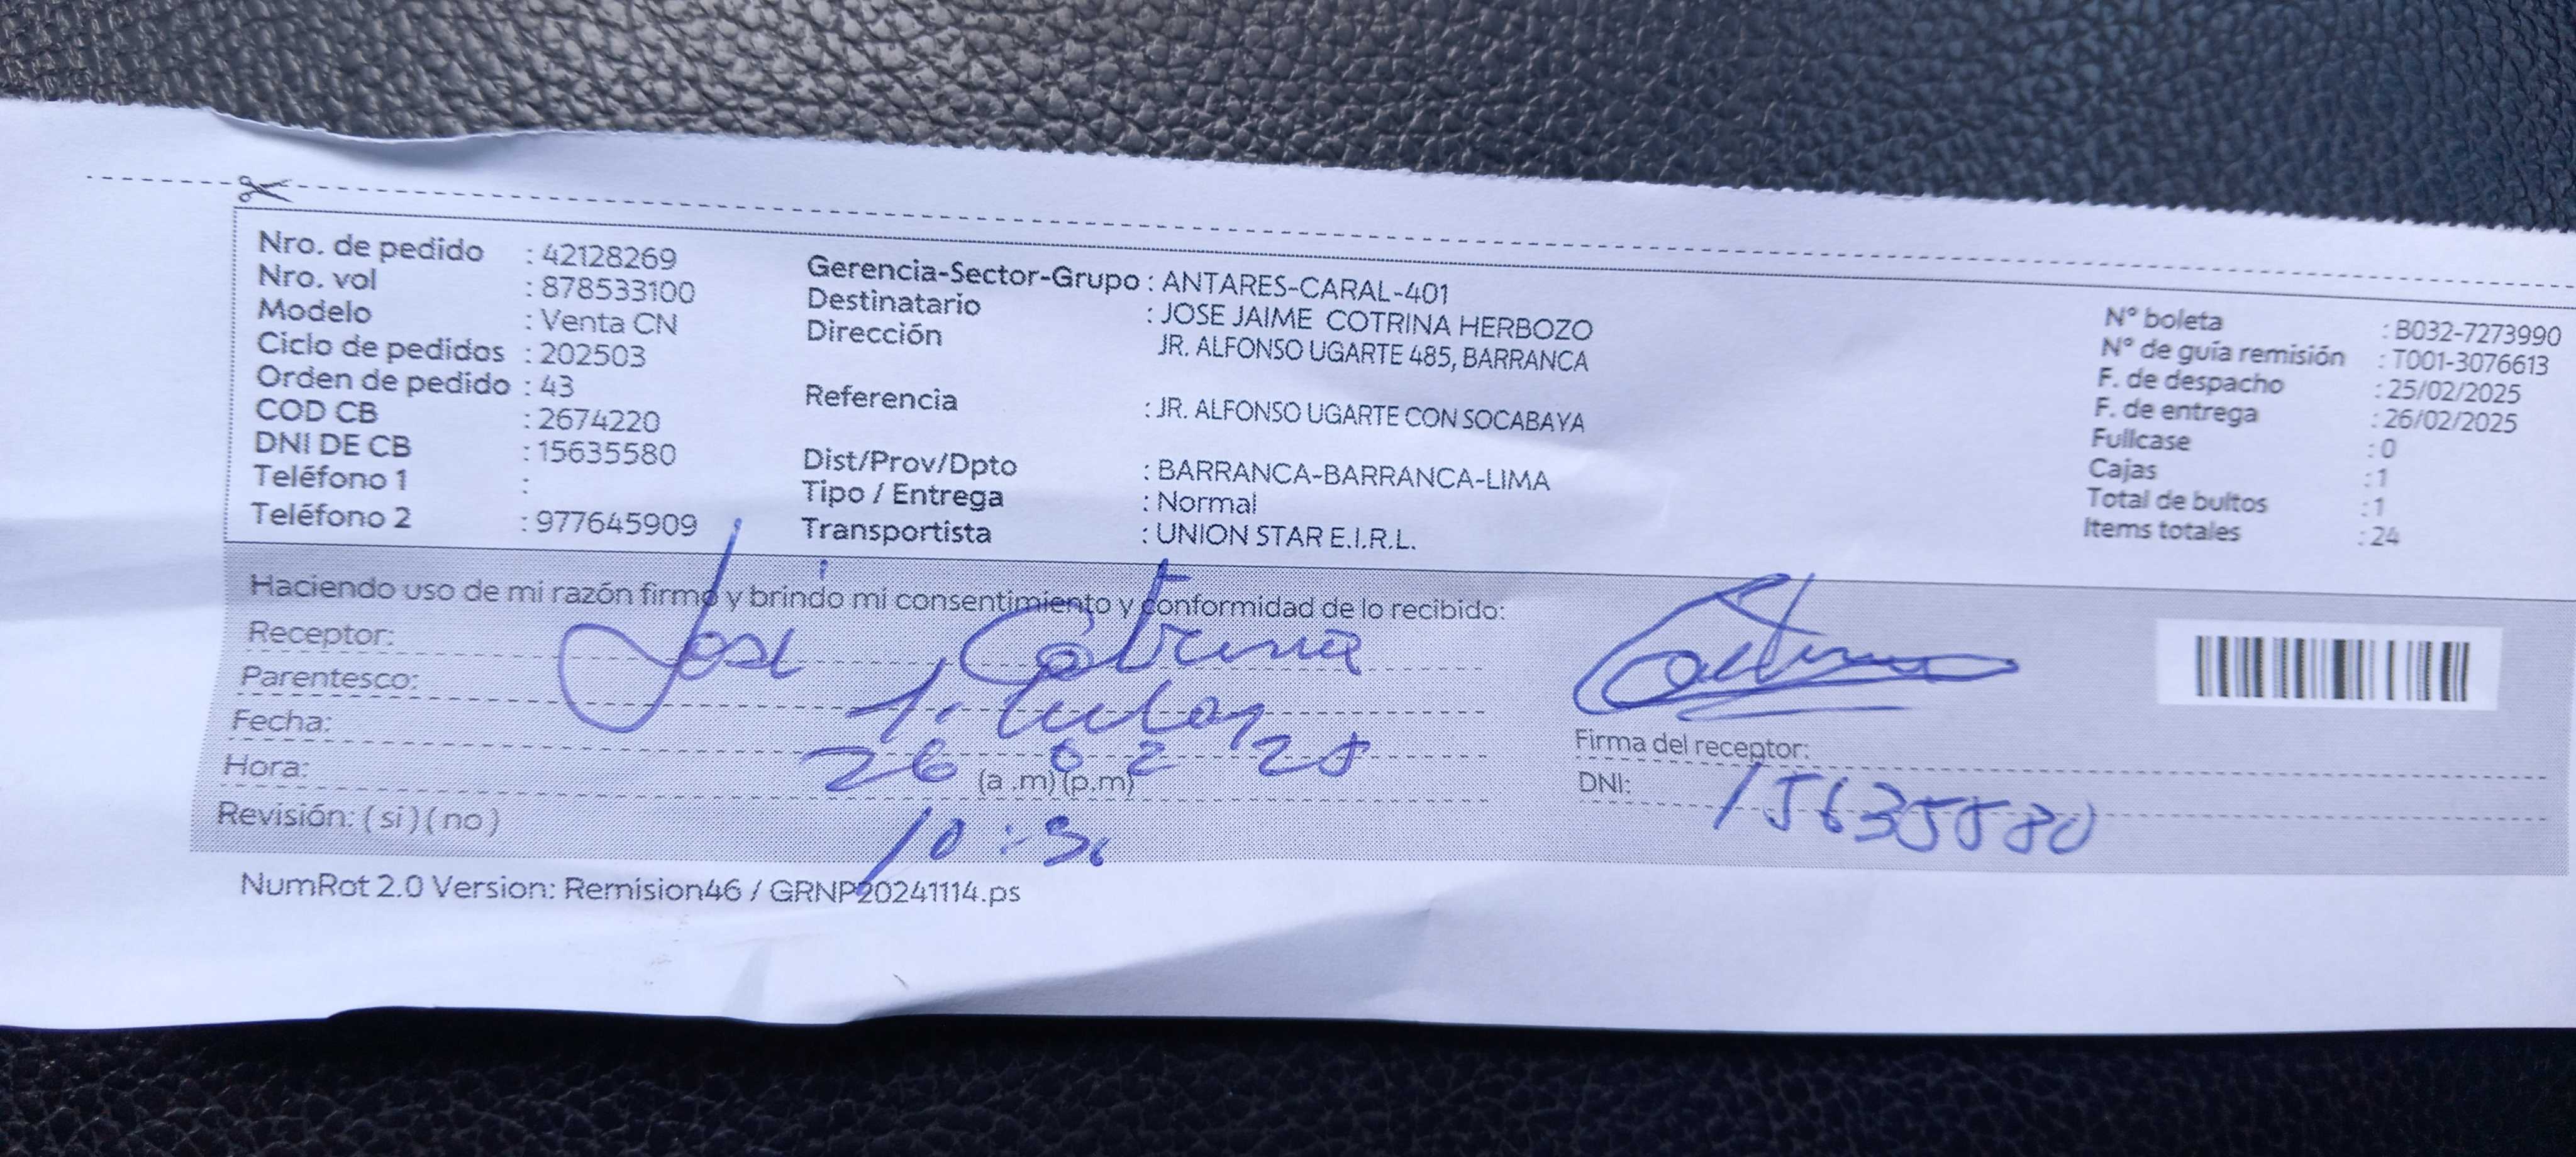 Nro. de pedido : 42128269
Nro. vol : 878533100
Modelo : Venta CN
Ciclo de pedidos : 202503
Orden de pedido : 43
COD CB : 2674220
DNI DE CB : 15635580
Teléfono 1 :
Teléfono 2 : 977645909
Gerencia-Sector-Grupo : ANTARES-CARAL-401
Destinatario : JOSE JAIME COTRINA HERBOZO
Dirección JR. ALFONSO UGARTE 485, BARRANCA
Referencia : JR. ALFONSO UGARTE CON SOCABAYA
Dist/Prov/Dpto : BARRANCA-BARRANCA-LIMA
Tipo / Entrega : Normal
Transportista : UNION STAR E.I.R.L.
N° boleta : B032-7273990
N° de guía remisión : T001-3076613
F. de despacho : 25/02/2025
F. de entrega : 26/02/2025
Fullcase : 0
Cajas : 1
Total de bultos : 1
Items totales : 24
Haciendo uso de mi razón firmo y brindo mi consentimiento y conformidad de lo recibido:
Receptor: Jose Cotrina
Parentesco: Titular
Fecha: 26 02 25
Hora: (a .m) (p.m)
10 : 30
Revisión: ( si ) ( no )
Firma del receptor:
DNI: 15635580
NumRot 2.0 Version: Remision46 / GRNP20241114.ps